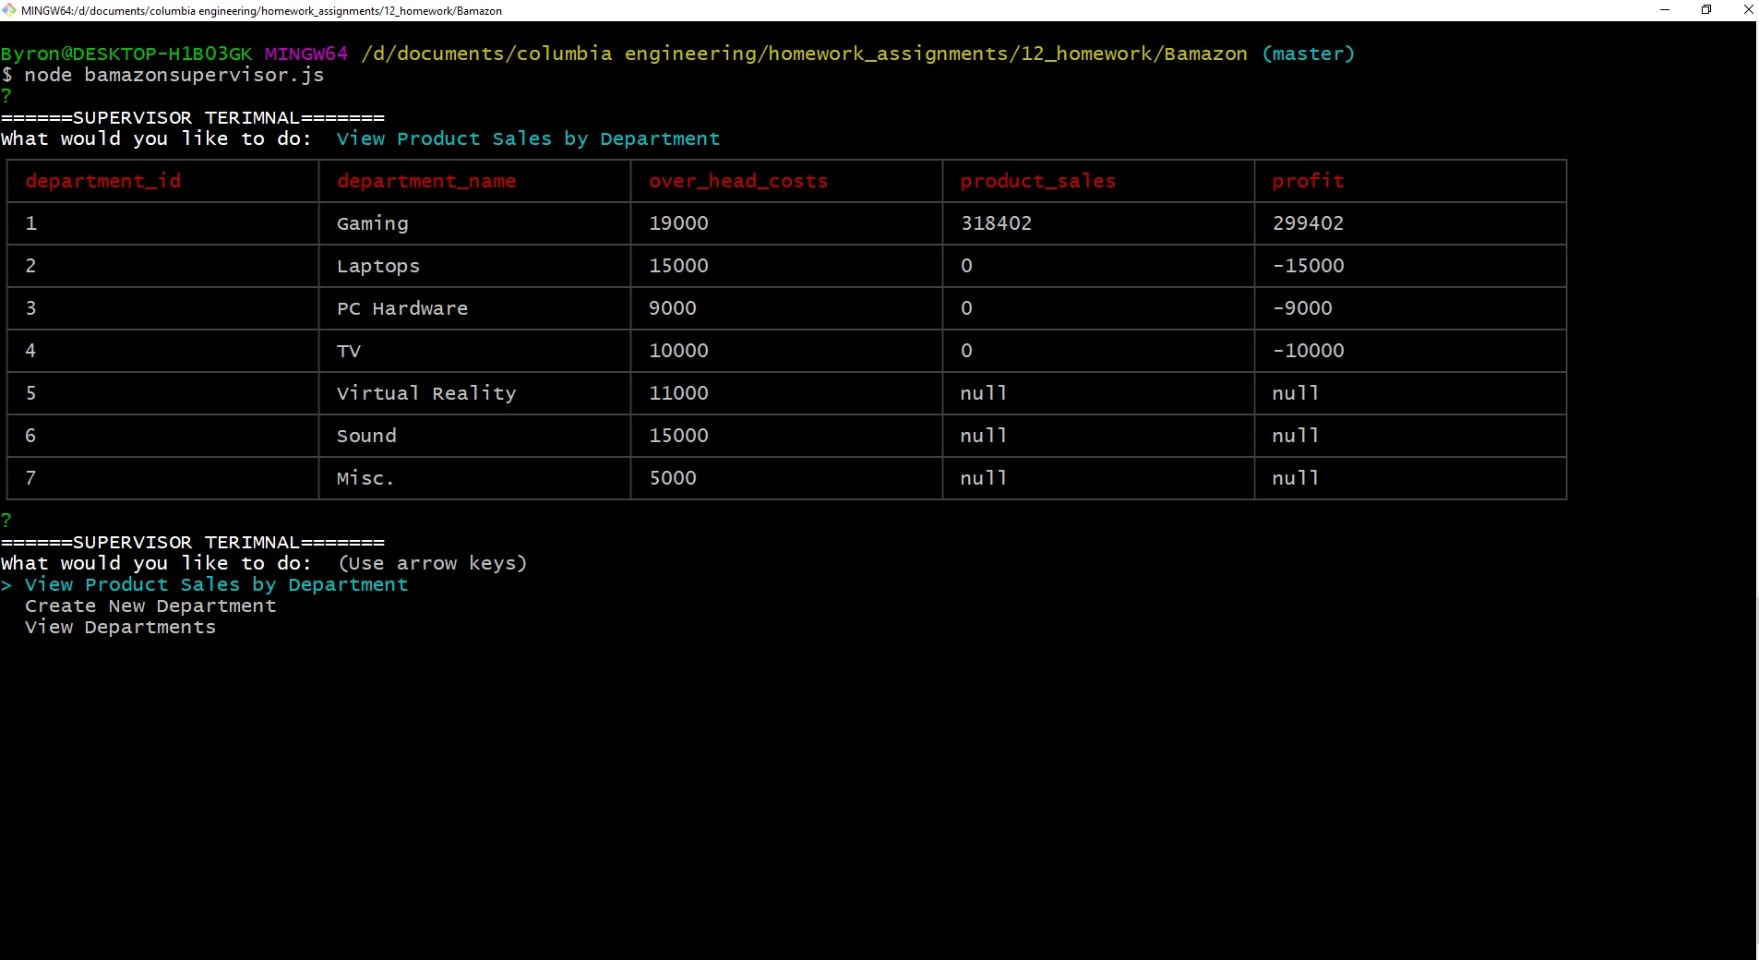 MINGW64:/d/documents/columbia engineering/homework_assignments/12_homework/Bamazon
Byron@DESKTOP-H1BO3GK MINGW64 /d/documents/columbia engineering/homework_assignments/12_homework/Bamazon (master)
$ node bamazonsupervisor.js
?
======SUPERVISOR TERIMNAL=======
What would you like to do:  View Product Sales by Department
department_id department_name over_head_costs product_sales profit
1 Gaming 19000 318402 299402
2 Laptops 15000 0 -15000
3 PC Hardware 9000 0 -9000
4 TV 10000 0 -10000
5 Virtual Reality 11000 null null
6 Sound 15000 null null
7 Misc. 5000 null null
?
======SUPERVISOR TERIMNAL=======
What would you like to do:  (Use arrow keys)
> View Product Sales by Department
Create New Department
View Departments